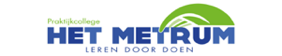 Praktijkcollege
HET METRUM
LEREN DOOR DOEN